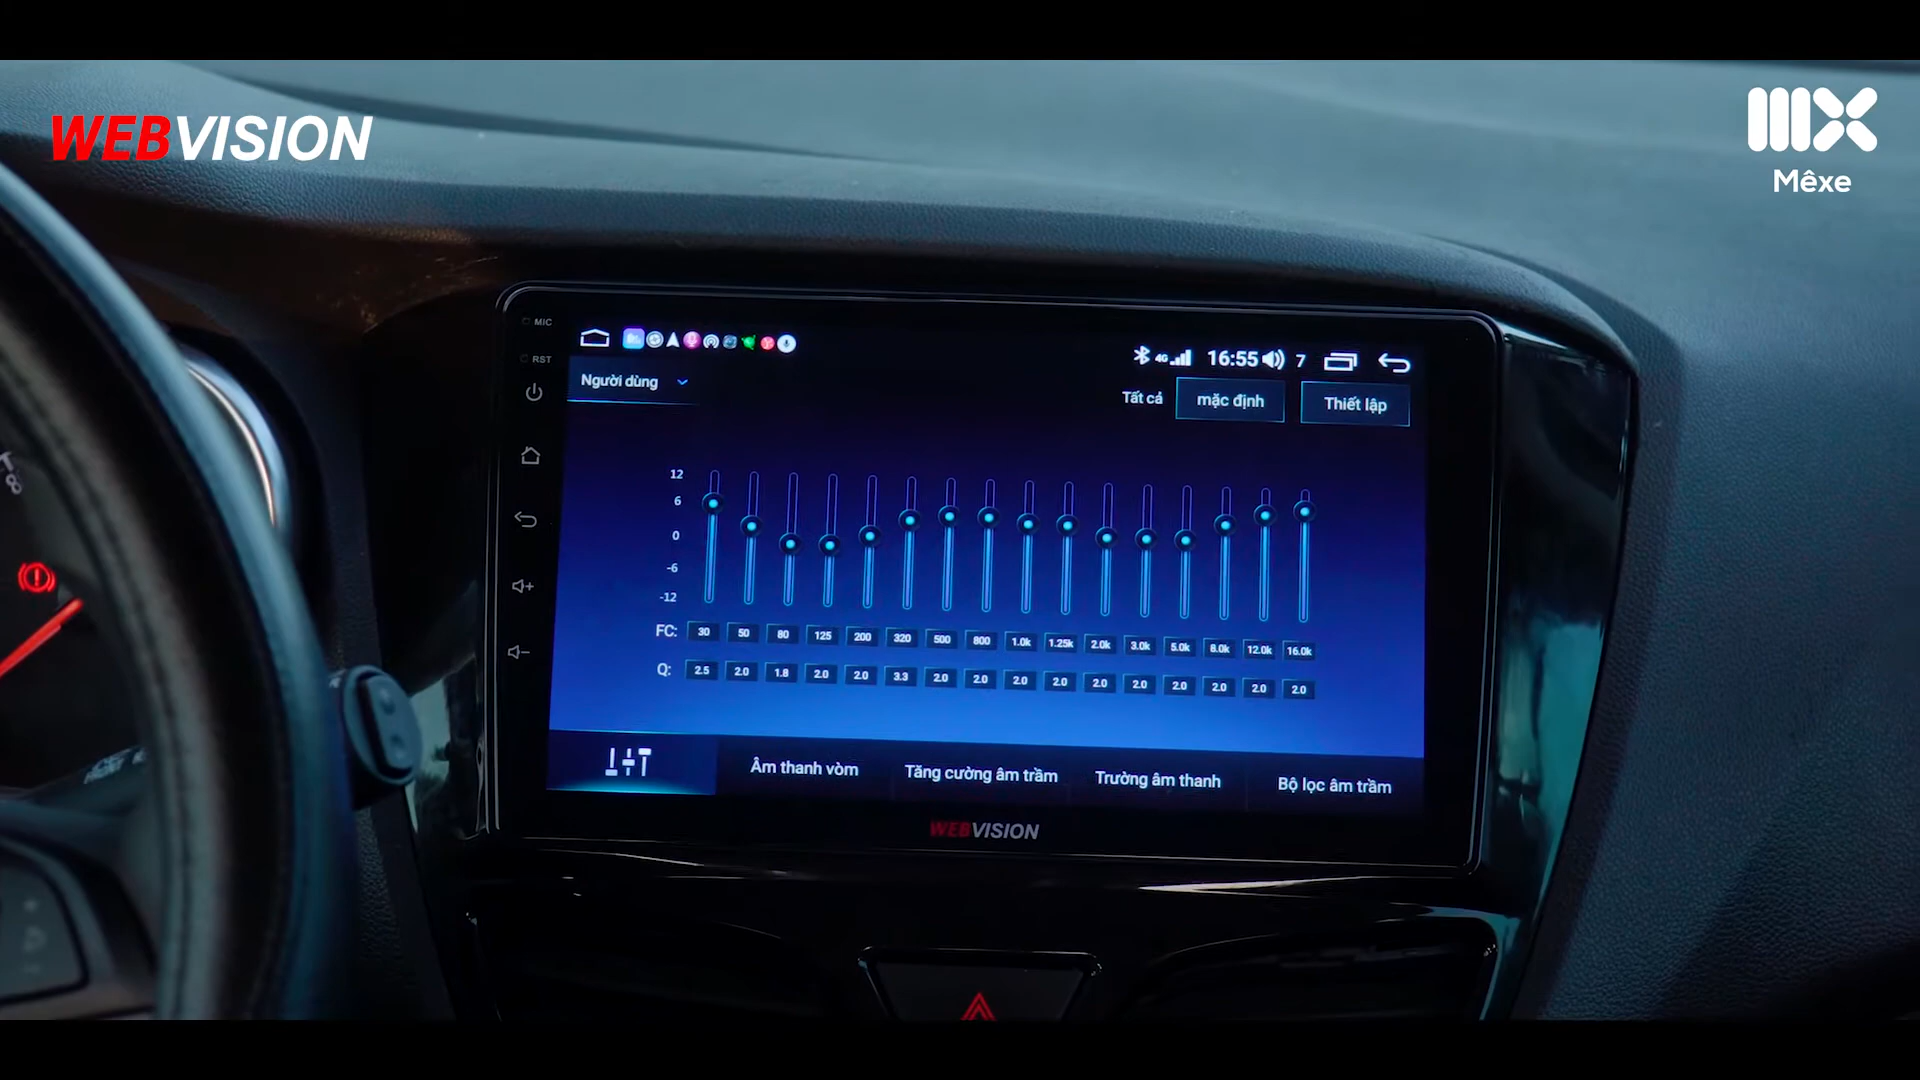 WEBVISION
Mêxe
MIC
RST
4G
16:55
7
Người dùng
Tất cả
mặc định
Thiết lập
12
6
0
-6
-12
FC: 30 50 80 125 200 320 500 800 1.0k 1.25k 2.0k 3.0k 5.0k 8.0k 12.0k 16.0k
Q: 2.5 2.0 1.8 2.0 2.0 3.3 2.0 2.0 2.0 2.0 2.0 2.0 2.0 2.0 2.0 2.0
Âm thanh vòm
Tăng cường âm trầm
Trường âm thanh
Bộ lọc âm trầm
WEBVISION